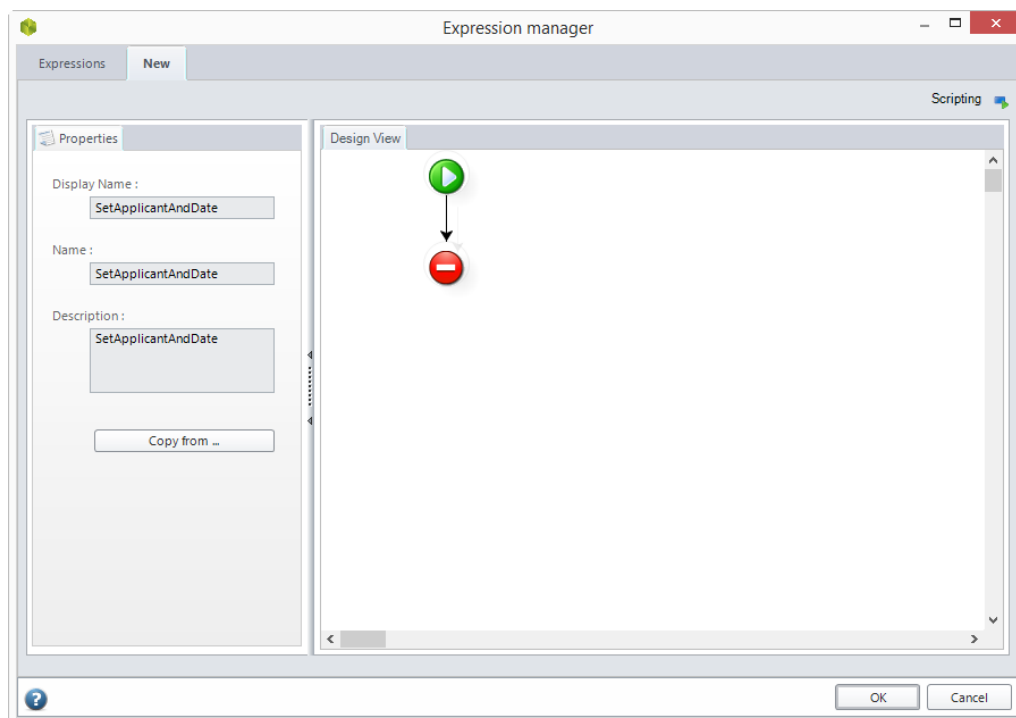 Expression manager
Expressions
New
Scripting
Properties
Design View
Display Name :
SetApplicantAndDate
Name :
SetApplicantAndDate
Description :
SetApplicantAndDate
Copy from ...
OK
Cancel